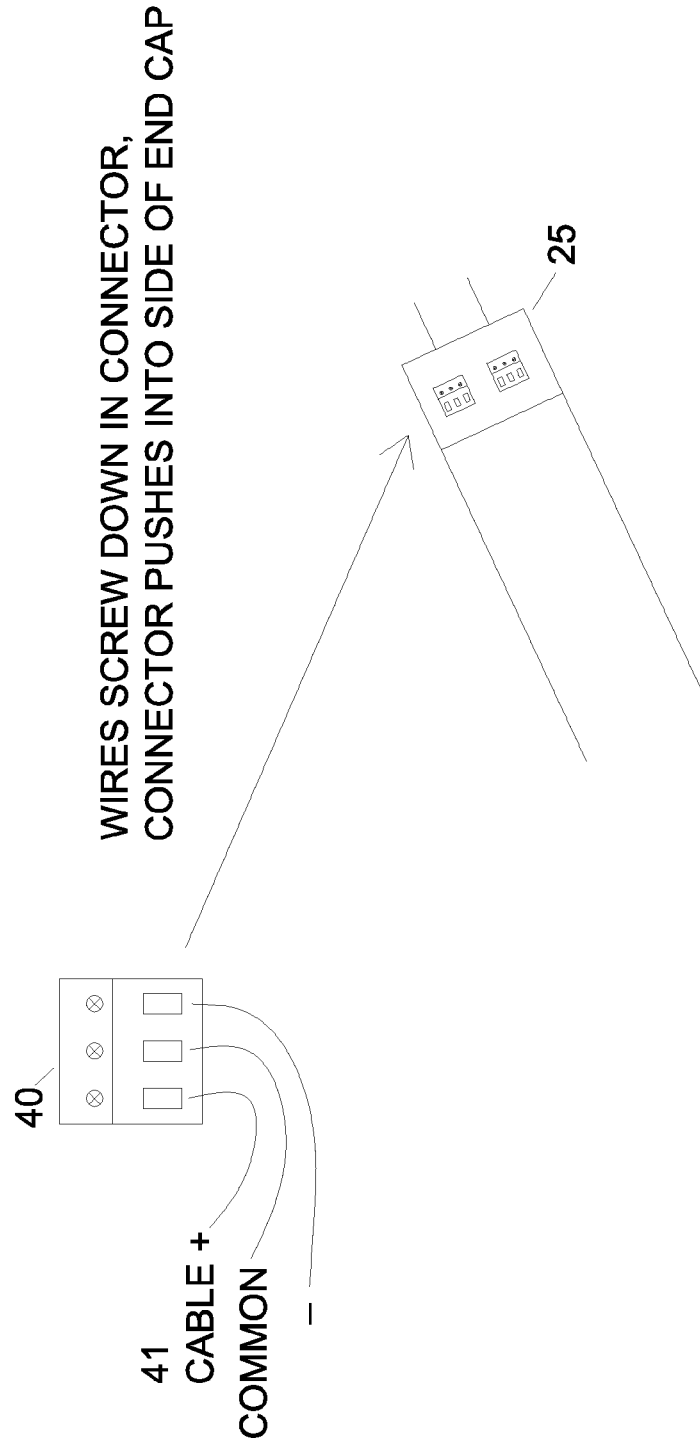 WIRES SCREW DOWN IN CONNECTOR,
CONNECTOR PUSHES INTO SIDE OF END CAP
40
41
CABLE +
COMMON
–
25